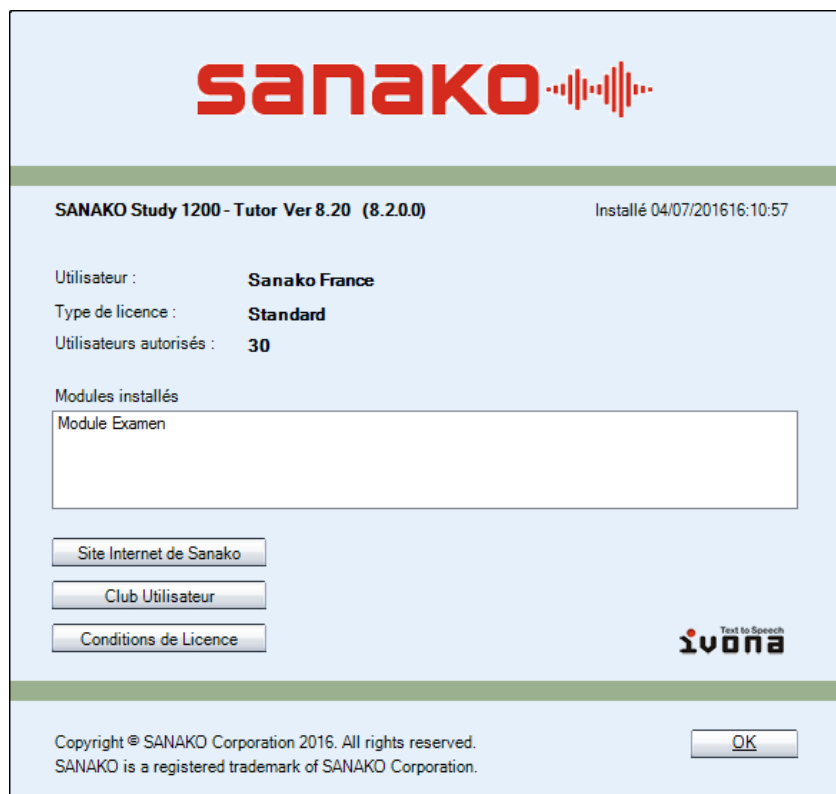 sanako
SANAKO Study 1200 - Tutor Ver 8.20 (8.2.0.0) Installé 04/07/201616:10:57
Utilisateur : Sanako France
Type de licence : Standard
Utilisateurs autorisés : 30
Modules installés
Module Examen
Site Internet de Sanako
Club Utilisateur
Conditions de Licence
Text to Speech
ivona
Copyright © SANAKO Corporation 2016. All rights reserved.
SANAKO is a registered trademark of SANAKO Corporation.
OK